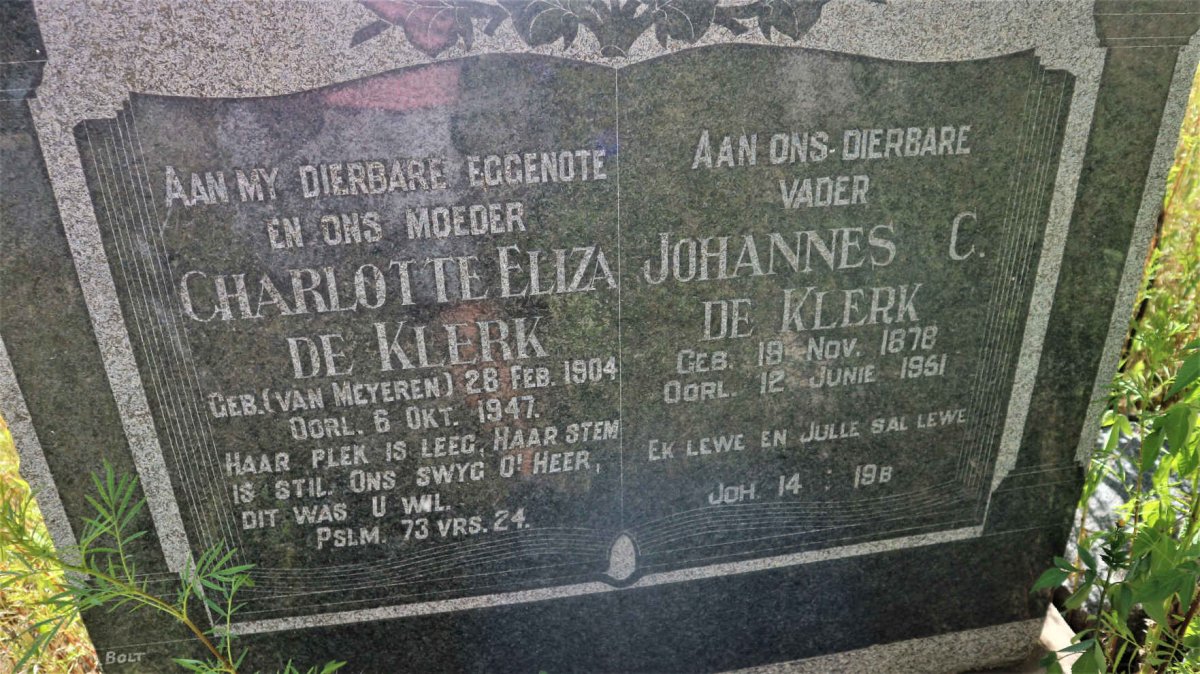 AAN MY DIERBARE EGGENOTE
EN ONS MOEDER
CHARLOTTE ELIZA
DE KLERK
GEB. (VAN MEYEREN) 28 FEB. 1904
OORL. 6 OKT. 1947.
HAAR PLEK IS LEEG, HAAR STEM
IS STIL. ONS SWYG O! HEER,
DIT WAS U WIL.
PSLM. 73 VRS. 24.
AAN ONS DIERBARE
VADER
JOHANNES C.
DE KLERK
GEB. 19 NOV. 1878
OORL. 12 JUNIE 1951
EK LEWE EN JULLE SAL LEWE
JOH. 14 : 19B
BOLT